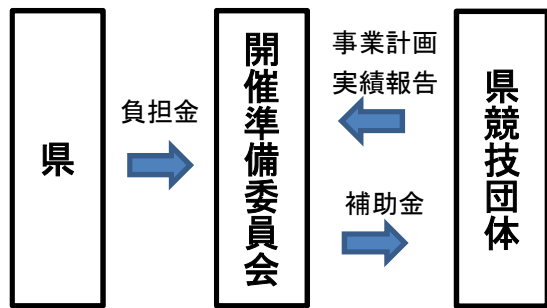 県
負担金
開催準備委員会
事業計画
実績報告
補助金
県競技団体